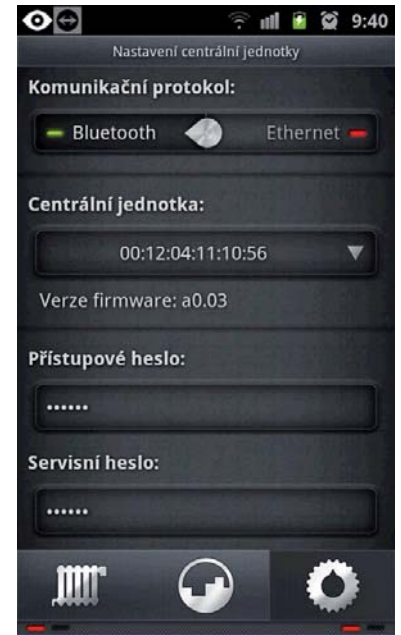 9:40
Nastavení centrální jednotky
Komunikační protokol:
Bluetooth Ethernet
Centrální jednotka:
00:12:04:11:10:56
Verze firmware: a0.03
Přístupové heslo:
••••••
Servisní heslo:
••••••